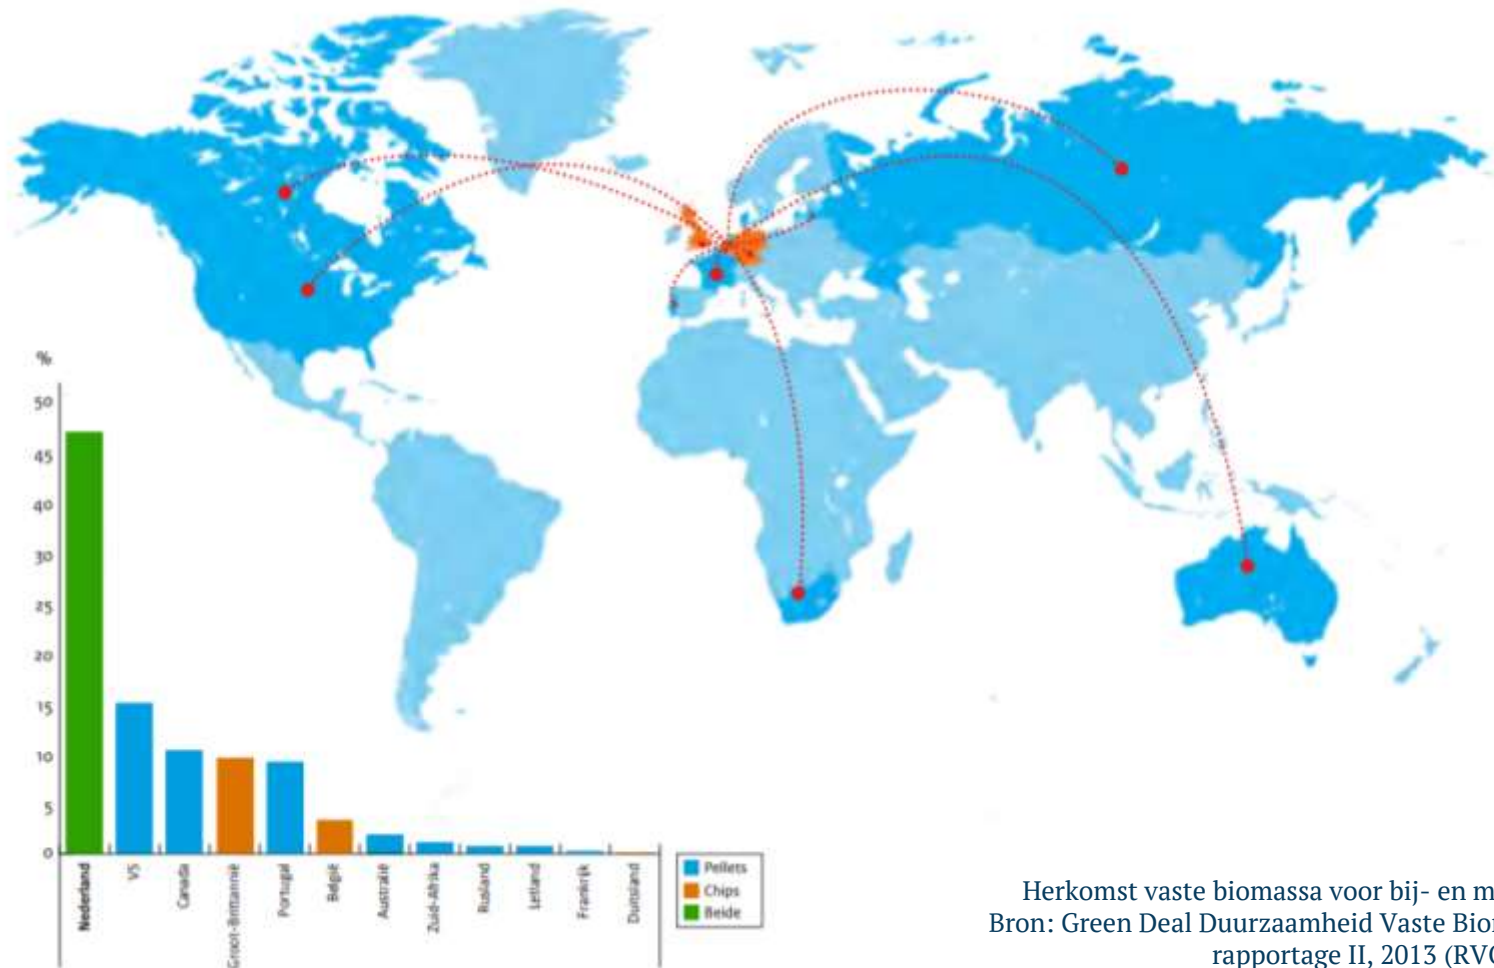 %
50
45
40
30
25
20
15
10
5
0
Nederland
VS
Canada
Groot-Brittannië
Portugal
België
Australië
Zuid-Afrika
Rusland
Letland
Frankrijk
Duitsland
Pellets
Chips
Beide
Herkomst vaste biomassa voor bij- en m
Bron: Green Deal Duurzaamheid Vaste Bio
rapportage II, 2013 (RVO